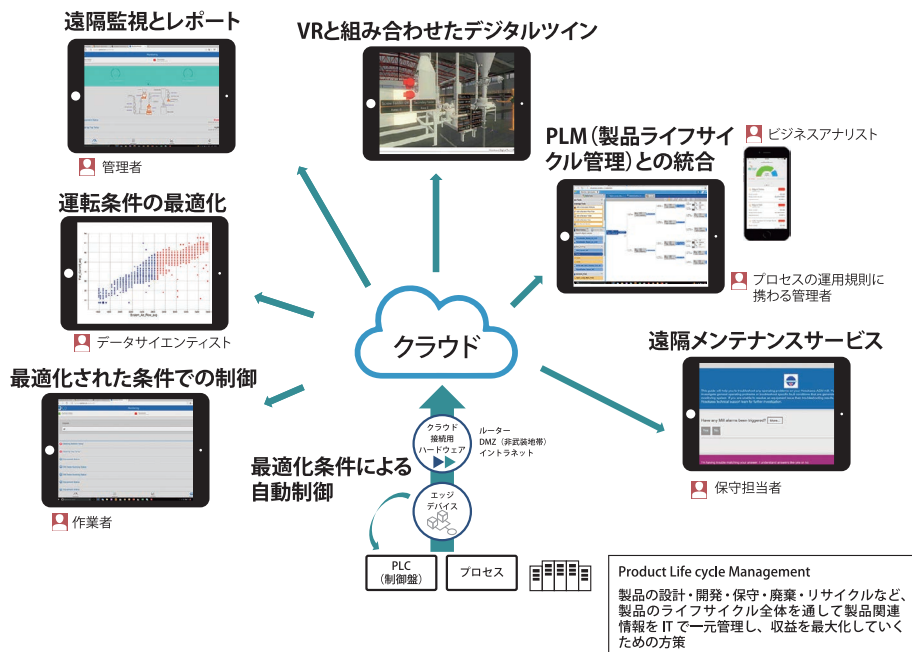 遠隔監視とレポート
管理者
VRと組み合わせたデジタルツイン
PLM（製品ライフサイ
クル管理）との統合
ビジネスアナリスト
プロセスの運用規則に
携わる管理者
運転条件の最適化
データサイエンティスト
クラウド
遠隔メンテナンスサービス
Have any MM alarms been triggered?
More...
Yes
No
保守担当者
最適化された条件での制御
作業者
クラウド
接続用
ハードウェア
ルーター
DMZ（非武装地帯）
イントラネット
最適化条件による
自動制御
エッジ
デバイス
PLC
（制御盤）
プロセス
Product Life cycle Management
製品の設計・開発・保守・廃棄・リサイクルなど、
製品のライフサイクル全体を通して製品関連
情報を IT で一元管理し、収益を最大化していく
ための方策